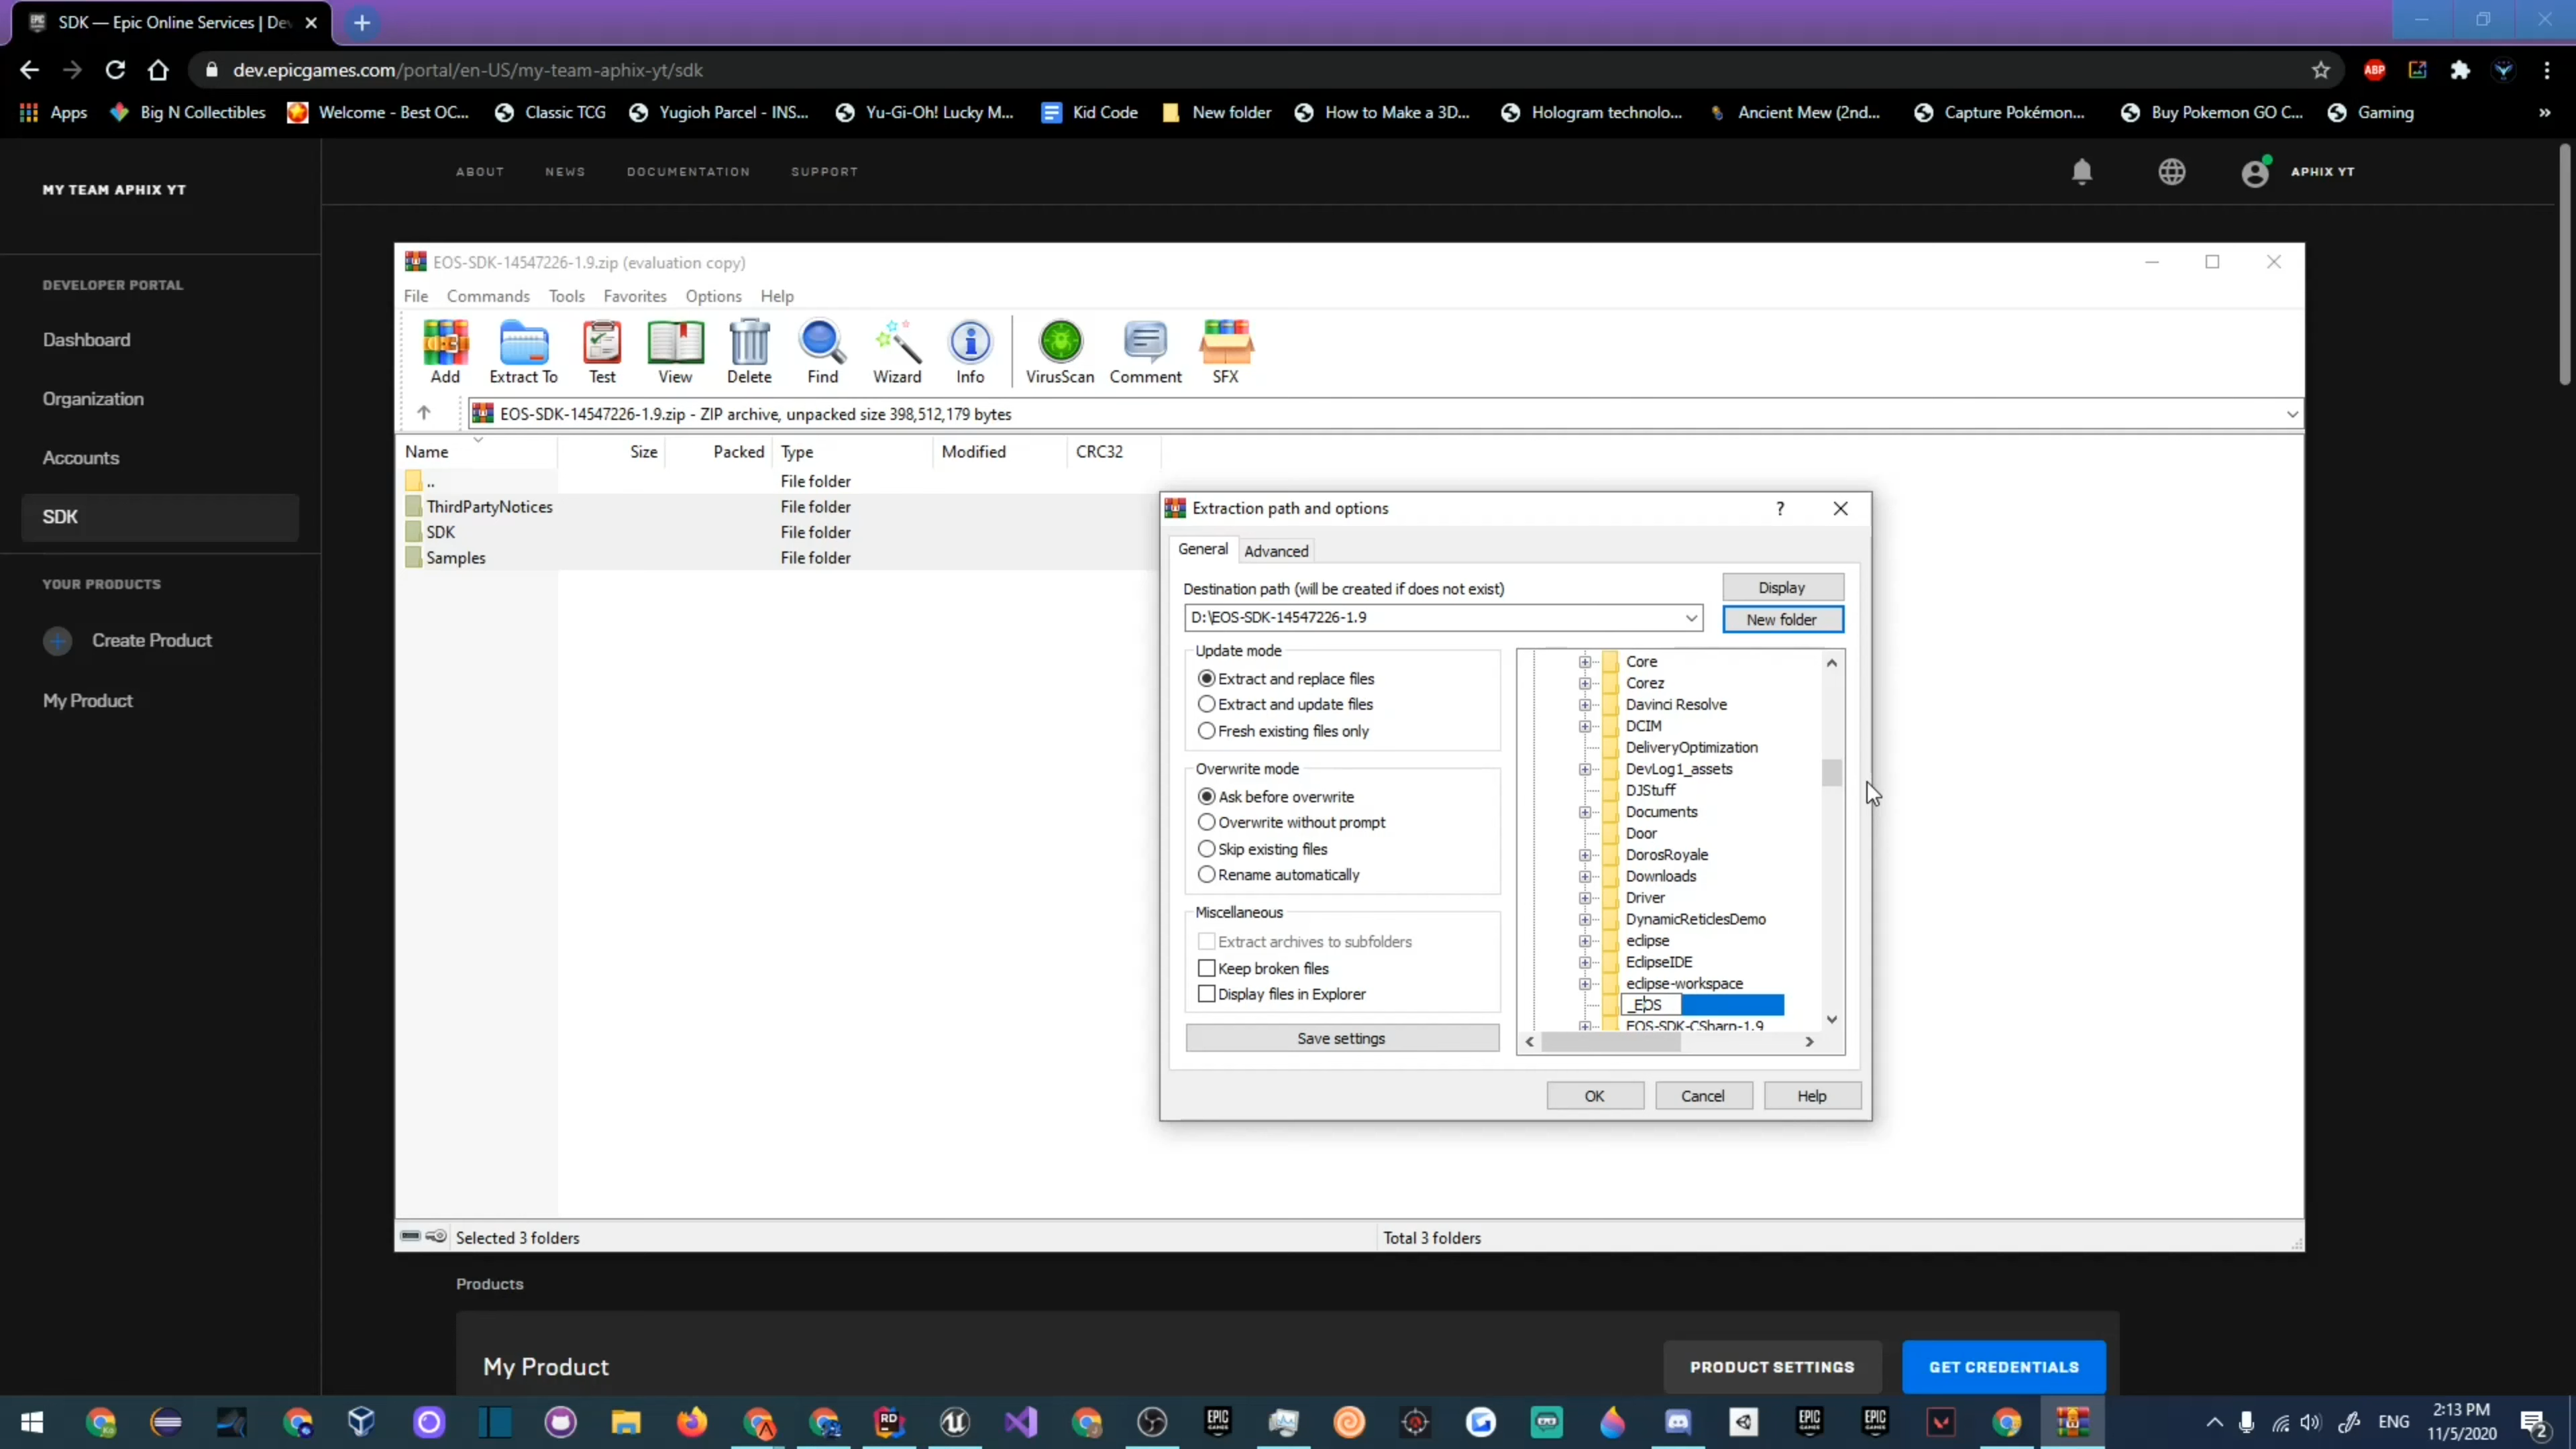 SDK — Epic Online Services | De
dev.epicgames.com/portal/en-US/my-team-aphix-yt/sdk
ABP
Apps Big N Collectibles Welcome - Best OC... Classic TCG Yugioh Parcel - INS... Yu-Gi-Oh! Lucky M... Kid Code New folder How to Make a 3D... Hologram technolo... Ancient Mew (2nd... Capture Pokémon... Buy Pokemon GO C... Gaming »
MY TEAM APHIX YT
ABOUT NEWS DOCUMENTATION SUPPORT
APHIX YT
DEVELOPER PORTAL
Dashboard
Organization
Accounts
SDK
YOUR PRODUCTS
Create Product
My Product
EOS-SDK-14547226-1.9.zip (evaluation copy)
File Commands Tools Favorites Options Help
Add Extract To Test View Delete Find Wizard Info VirusScan Comment SFX
EOS-SDK-14547226-1.9.zip - ZIP archive, unpacked size 398,512,179 bytes
Name Size Packed Type Modified CRC32
.. File folder
ThirdPartyNotices File folder
SDK File folder
Samples File folder
Extraction path and options ?
General Advanced
Destination path (will be created if does not exist)
Display
D:\EOS-SDK-14547226-1.9
New folder
Update mode
Extract and replace files
Extract and update files
Fresh existing files only
Overwrite mode
Ask before overwrite
Overwrite without prompt
Skip existing files
Rename automatically
Miscellaneous
Extract archives to subfolders
Keep broken files
Display files in Explorer
Save settings
Core
Corez
Davinci Resolve
DCIM
DeliveryOptimization
DevLog1_assets
DJStuff
Documents
Door
DorosRoyale
Downloads
Driver
DynamicReticlesDemo
eclipse
EclipseIDE
eclipse-workspace
_EOS
EOS-SDK-CSharp-1.9
OK Cancel Help
Selected 3 folders
Total 3 folders
Products
My Product
PRODUCT SETTINGS
GET CREDENTIALS
RD
EPIC GAMES
EPIC GAMES
EPIC GAMES
ENG
2:13 PM
11/5/2020
2